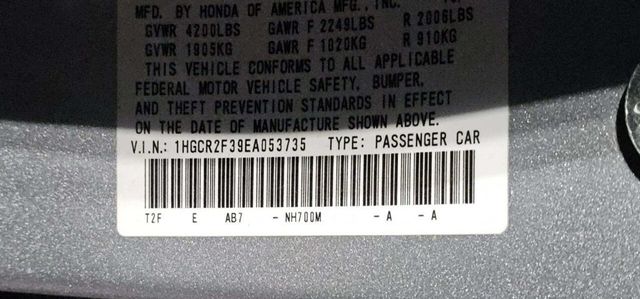 MFD. BY HONDA OF AMERICA MFG., INC.
GVWR 4200LBS GAWR F 2249LBS R 2006LBS
GVWR 1905KG GAWR F 1020KG R 910KG
THIS VEHICLE CONFORMS TO ALL APPLICABLE
FEDERAL MOTOR VEHICLE SAFETY, BUMPER,
AND THEFT PREVENTION STANDARDS IN EFFECT
ON THE DATE OF MANUFACTURE SHOWN ABOVE.
V.I.N.: 1HGCR2F39EA053735 TYPE: PASSENGER CAR
T2F E AB7 - NH700M - A - A